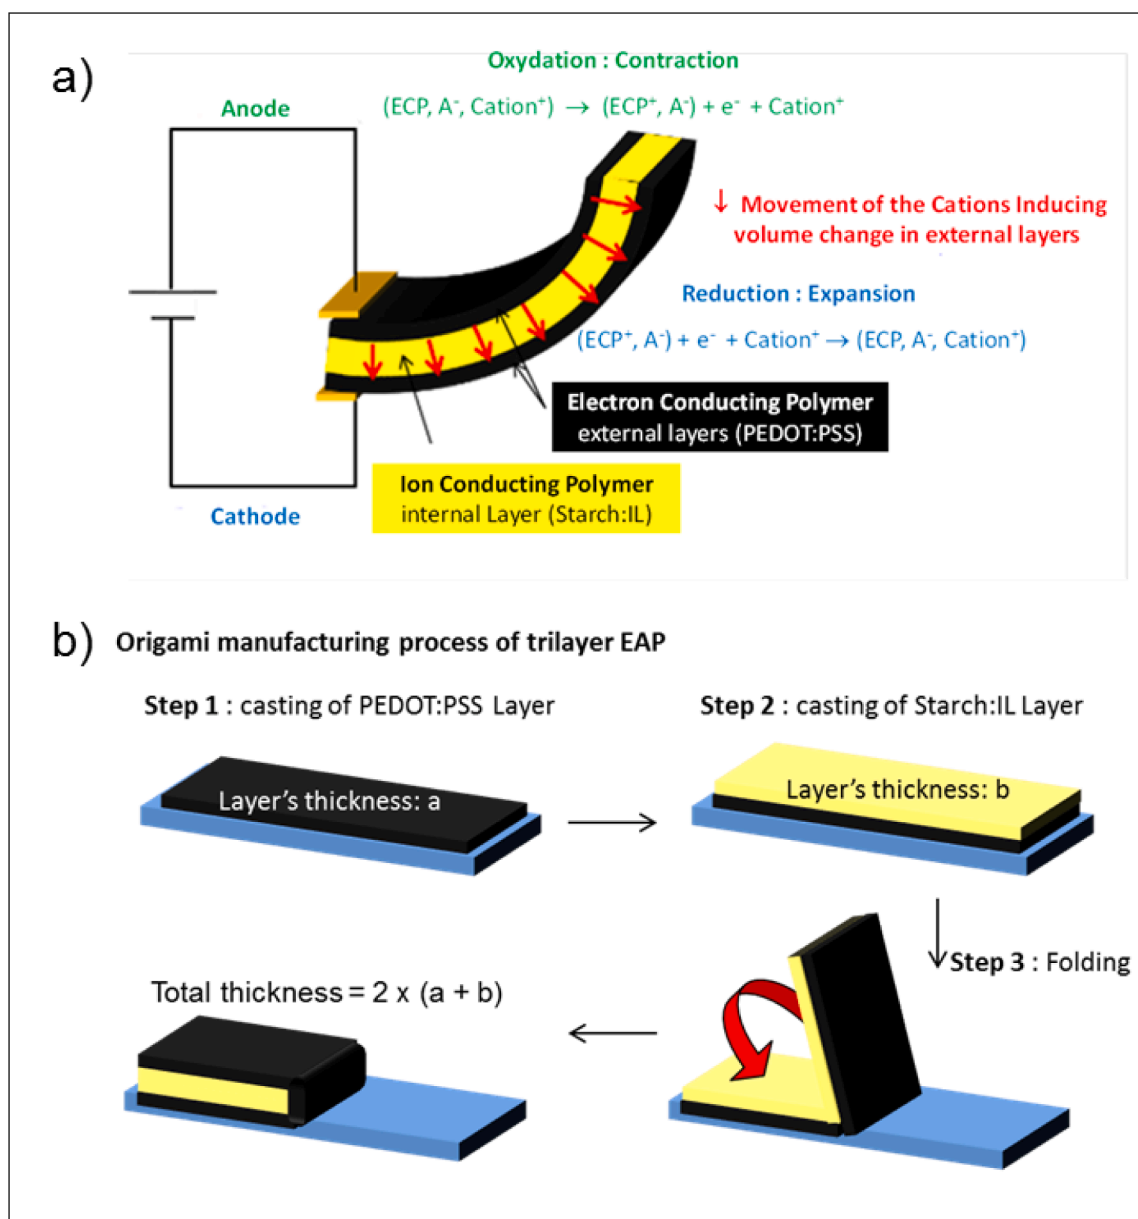 a)
Oxydation : Contraction
(ECP, A⁻, Cation⁺) → (ECP⁺, A⁻) + e⁻ + Cation⁺
Anode
↓ Movement of the Cations Inducing
volume change in external layers
Reduction : Expansion
(ECP⁺, A⁻) + e⁻ + Cation⁺ → (ECP, A⁻, Cation⁺)
Electron Conducting Polymer
external layers (PEDOT:PSS)
Ion Conducting Polymer
internal Layer (Starch:IL)
Cathode
b) Origami manufacturing process of trilayer EAP
Step 1 : casting of PEDOT:PSS Layer
Layer's thickness: a
Step 2 : casting of Starch:IL Layer
Layer's thickness: b
Step 3 : Folding
Total thickness = 2 x (a + b)